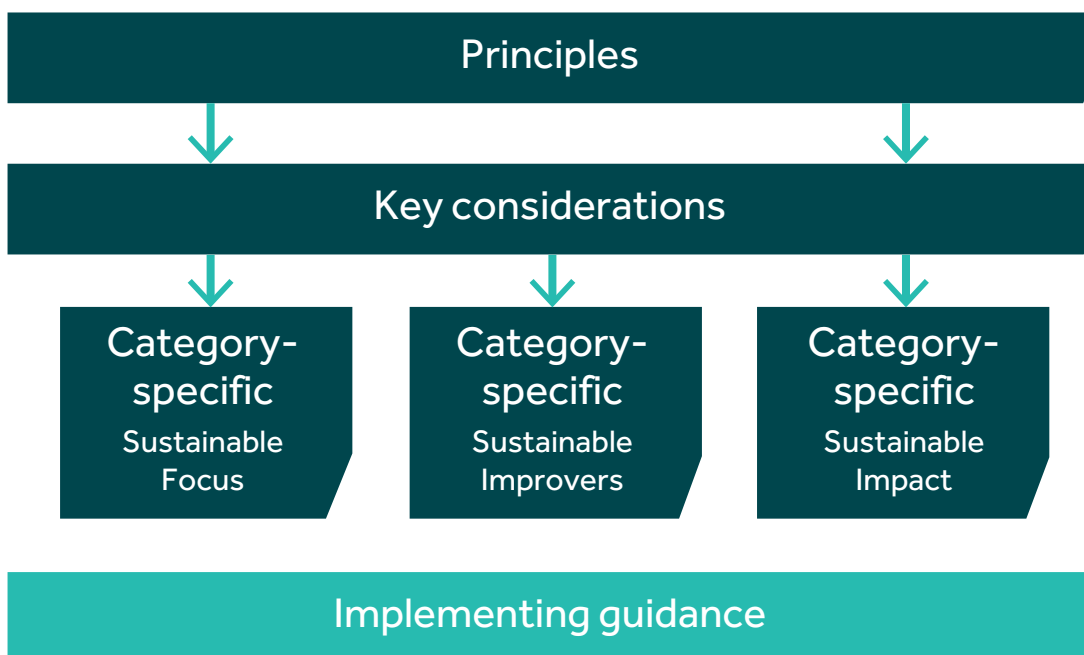 Principles
Key considerations
Category-
specific
Sustainable
Focus
Category-
specific
Sustainable
Improvers
Category-
specific
Sustainable
Impact
Implementing guidance